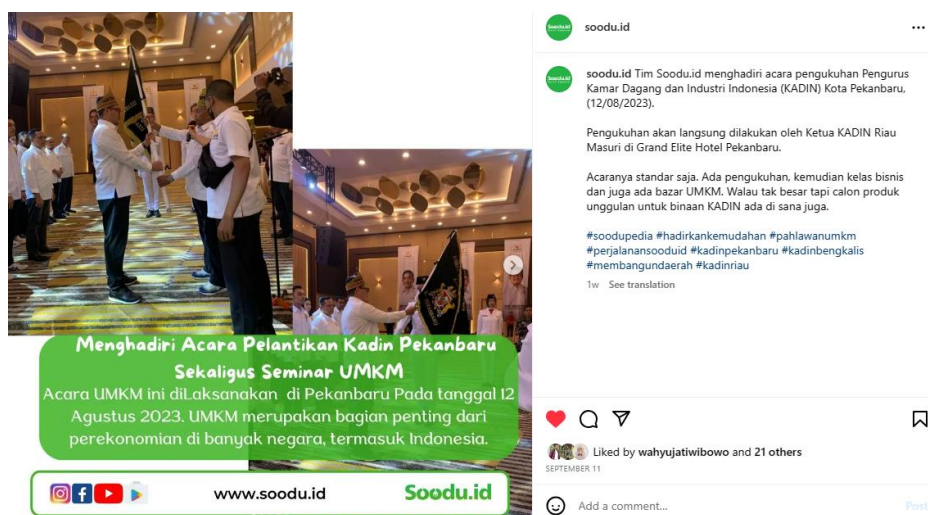 Menghadiri Acara Pelantikan Kadin Pekanbaru
Sekaligus Seminar UMKM
Acara UMKM ini diLaksanakan di Pekanbaru Pada tanggal 12
Agustus 2023. UMKM merupakan bagian penting dari
perekonomian di banyak negara, termasuk Indonesia.
www.soodu.id
Soodu.id
soodu.id
soodu.id Tim Soodu.id menghadiri acara pengukuhan Pengurus
Kamar Dagang dan Industri Indonesia (KADIN) Kota Pekanbaru,
(12/08/2023).
Pengukuhan akan langsung dilakukan oleh Ketua KADIN Riau
Masuri di Grand Elite Hotel Pekanbaru.
Acaranya standar saja. Ada pengukuhan, kemudian kelas bisnis
dan juga ada bazar UMKM. Walau tak besar tapi calon produk
unggulan untuk binaan KADIN ada di sana juga.
#soodupedia #hadirkankemudahan #pahlawanumkm
#perjalanansooduid #kadinpekanbaru #kadinbengkalis
#membangundaerah #kadinriau
1w See translation
Liked by wahyujatiwibowo and 21 others
SEPTEMBER 11
Add a comment...
Post